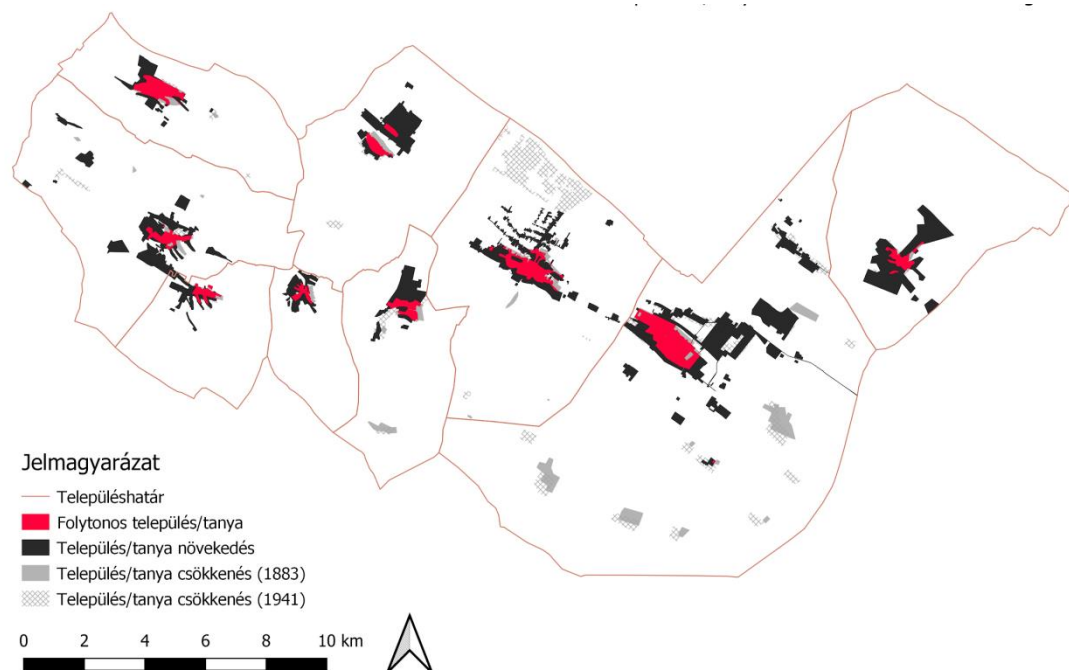 Jelmagyarázat
Településhatár
Folytonos település/tanya
Település/tanya növekedés
Település/tanya csökkenés (1883)
Település/tanya csökkenés (1941)
0 2 4 6 8 10 km